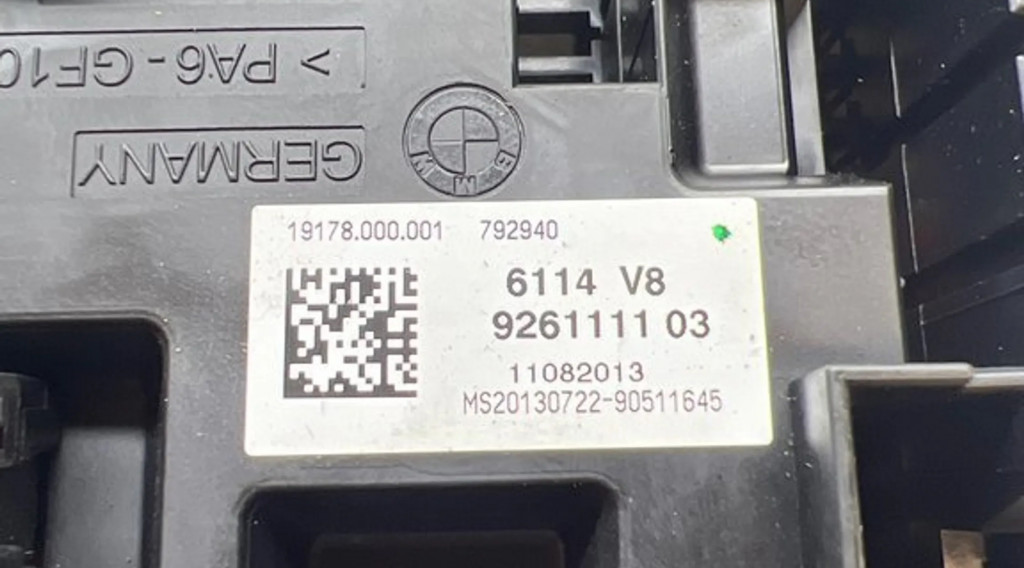 > PA6-GF10
GERMANY
BMW
19178.000.001 792940
6114 V8
9261111 03
11082013
MS20130722-90511645